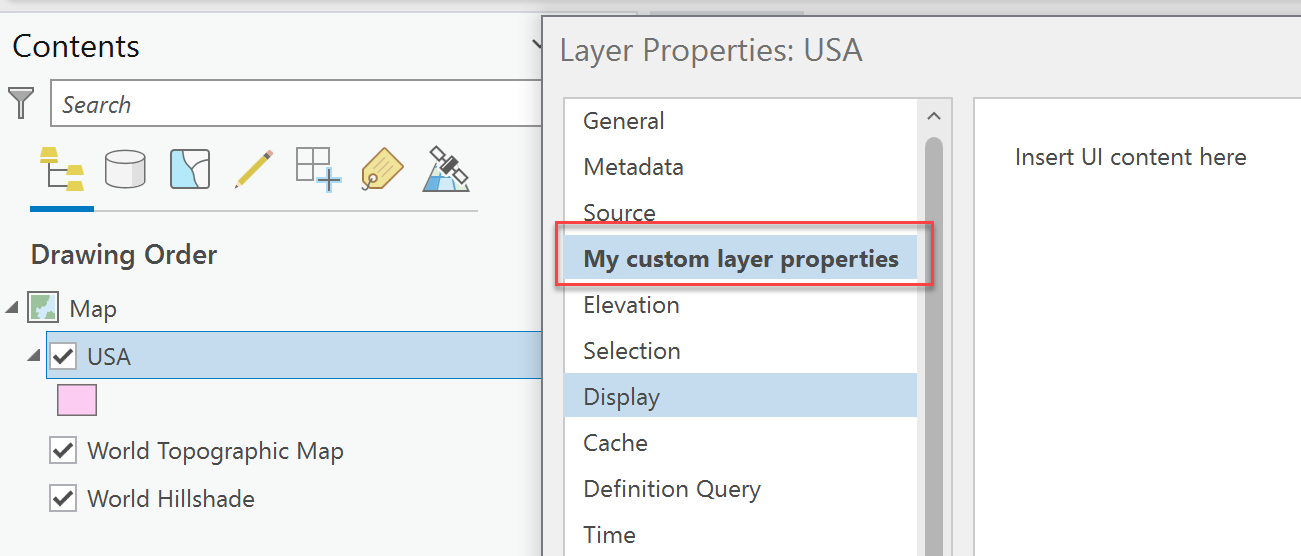 Contents
Search
Drawing Order
Map
USA
World Topographic Map
World Hillshade
Layer Properties: USA
General
Metadata
Source
My custom layer properties
Elevation
Selection
Display
Cache
Definition Query
Time
Insert UI content here